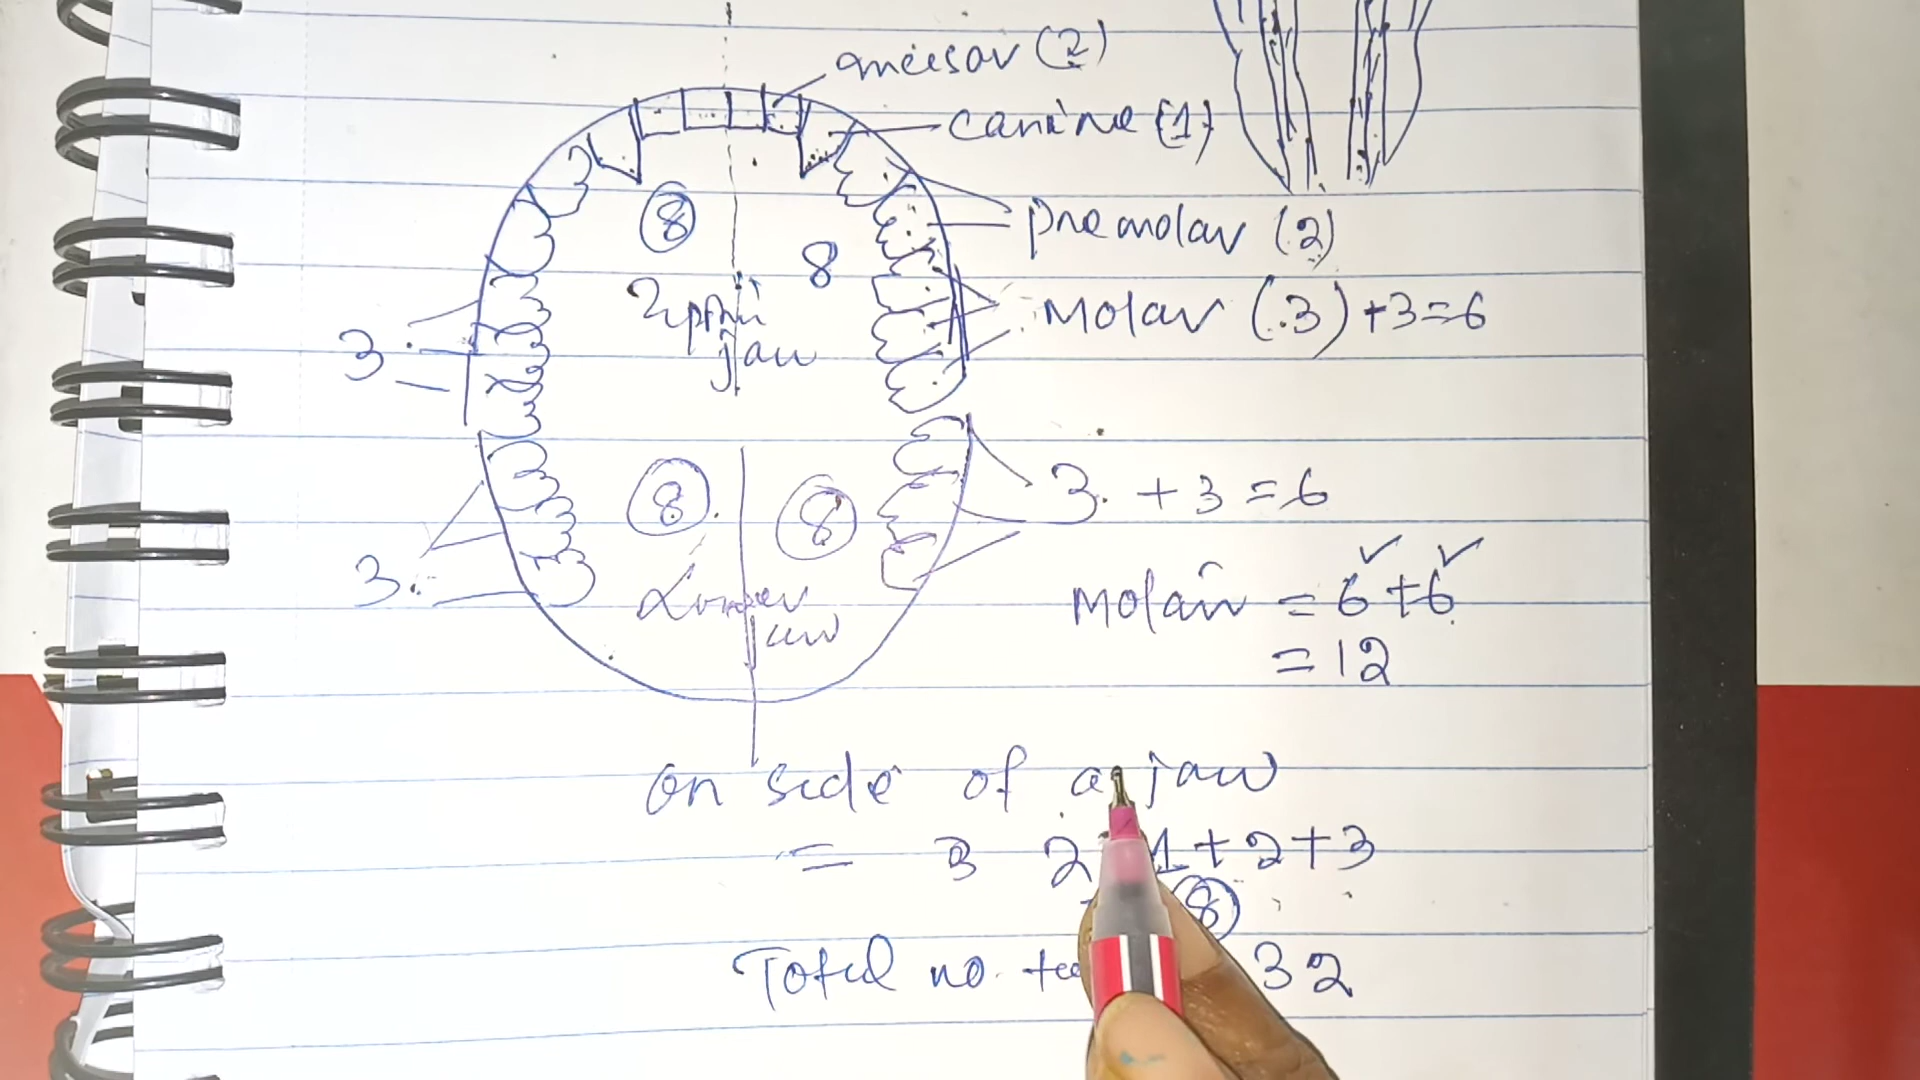 incisor (2)
canine (1)
premolar (2)
8
8
Upper jaw
Molar (3) +3=6
3
8
8
3. +3=6
3.
Lower jaw
Molar = 6+6
= 12
on side of a jaw
= 3 2 1+2+3
8
Total no. 32